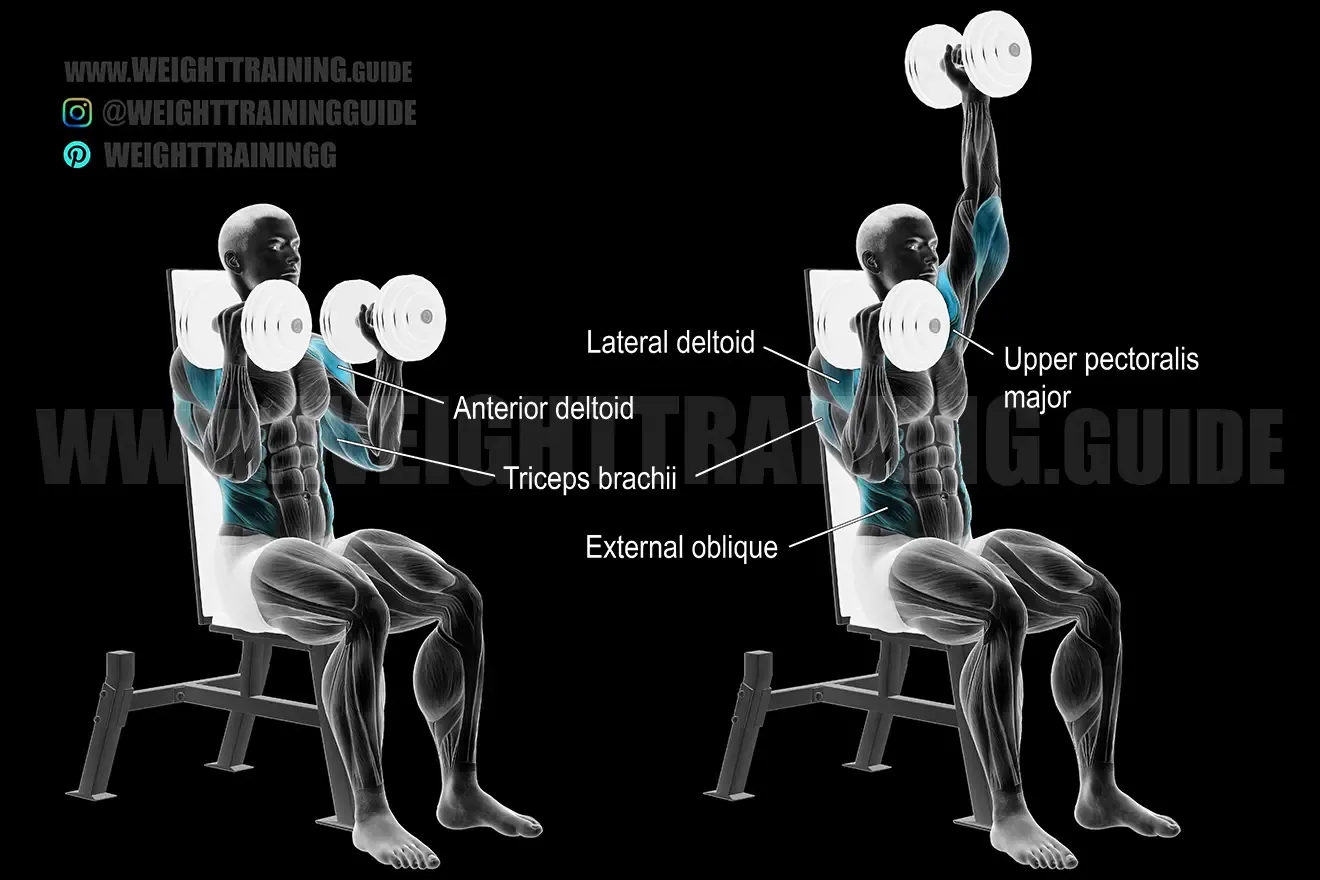 WWW.WEIGHTTRAINING.GUIDE
@WEIGHTTRAININGGUIDE
WEIGHTTRAININGG
Lateral deltoid
Upper pectoralis
major
Anterior deltoid
WWW.WEIGHTTRAINING.GUIDE
Triceps brachii
External oblique